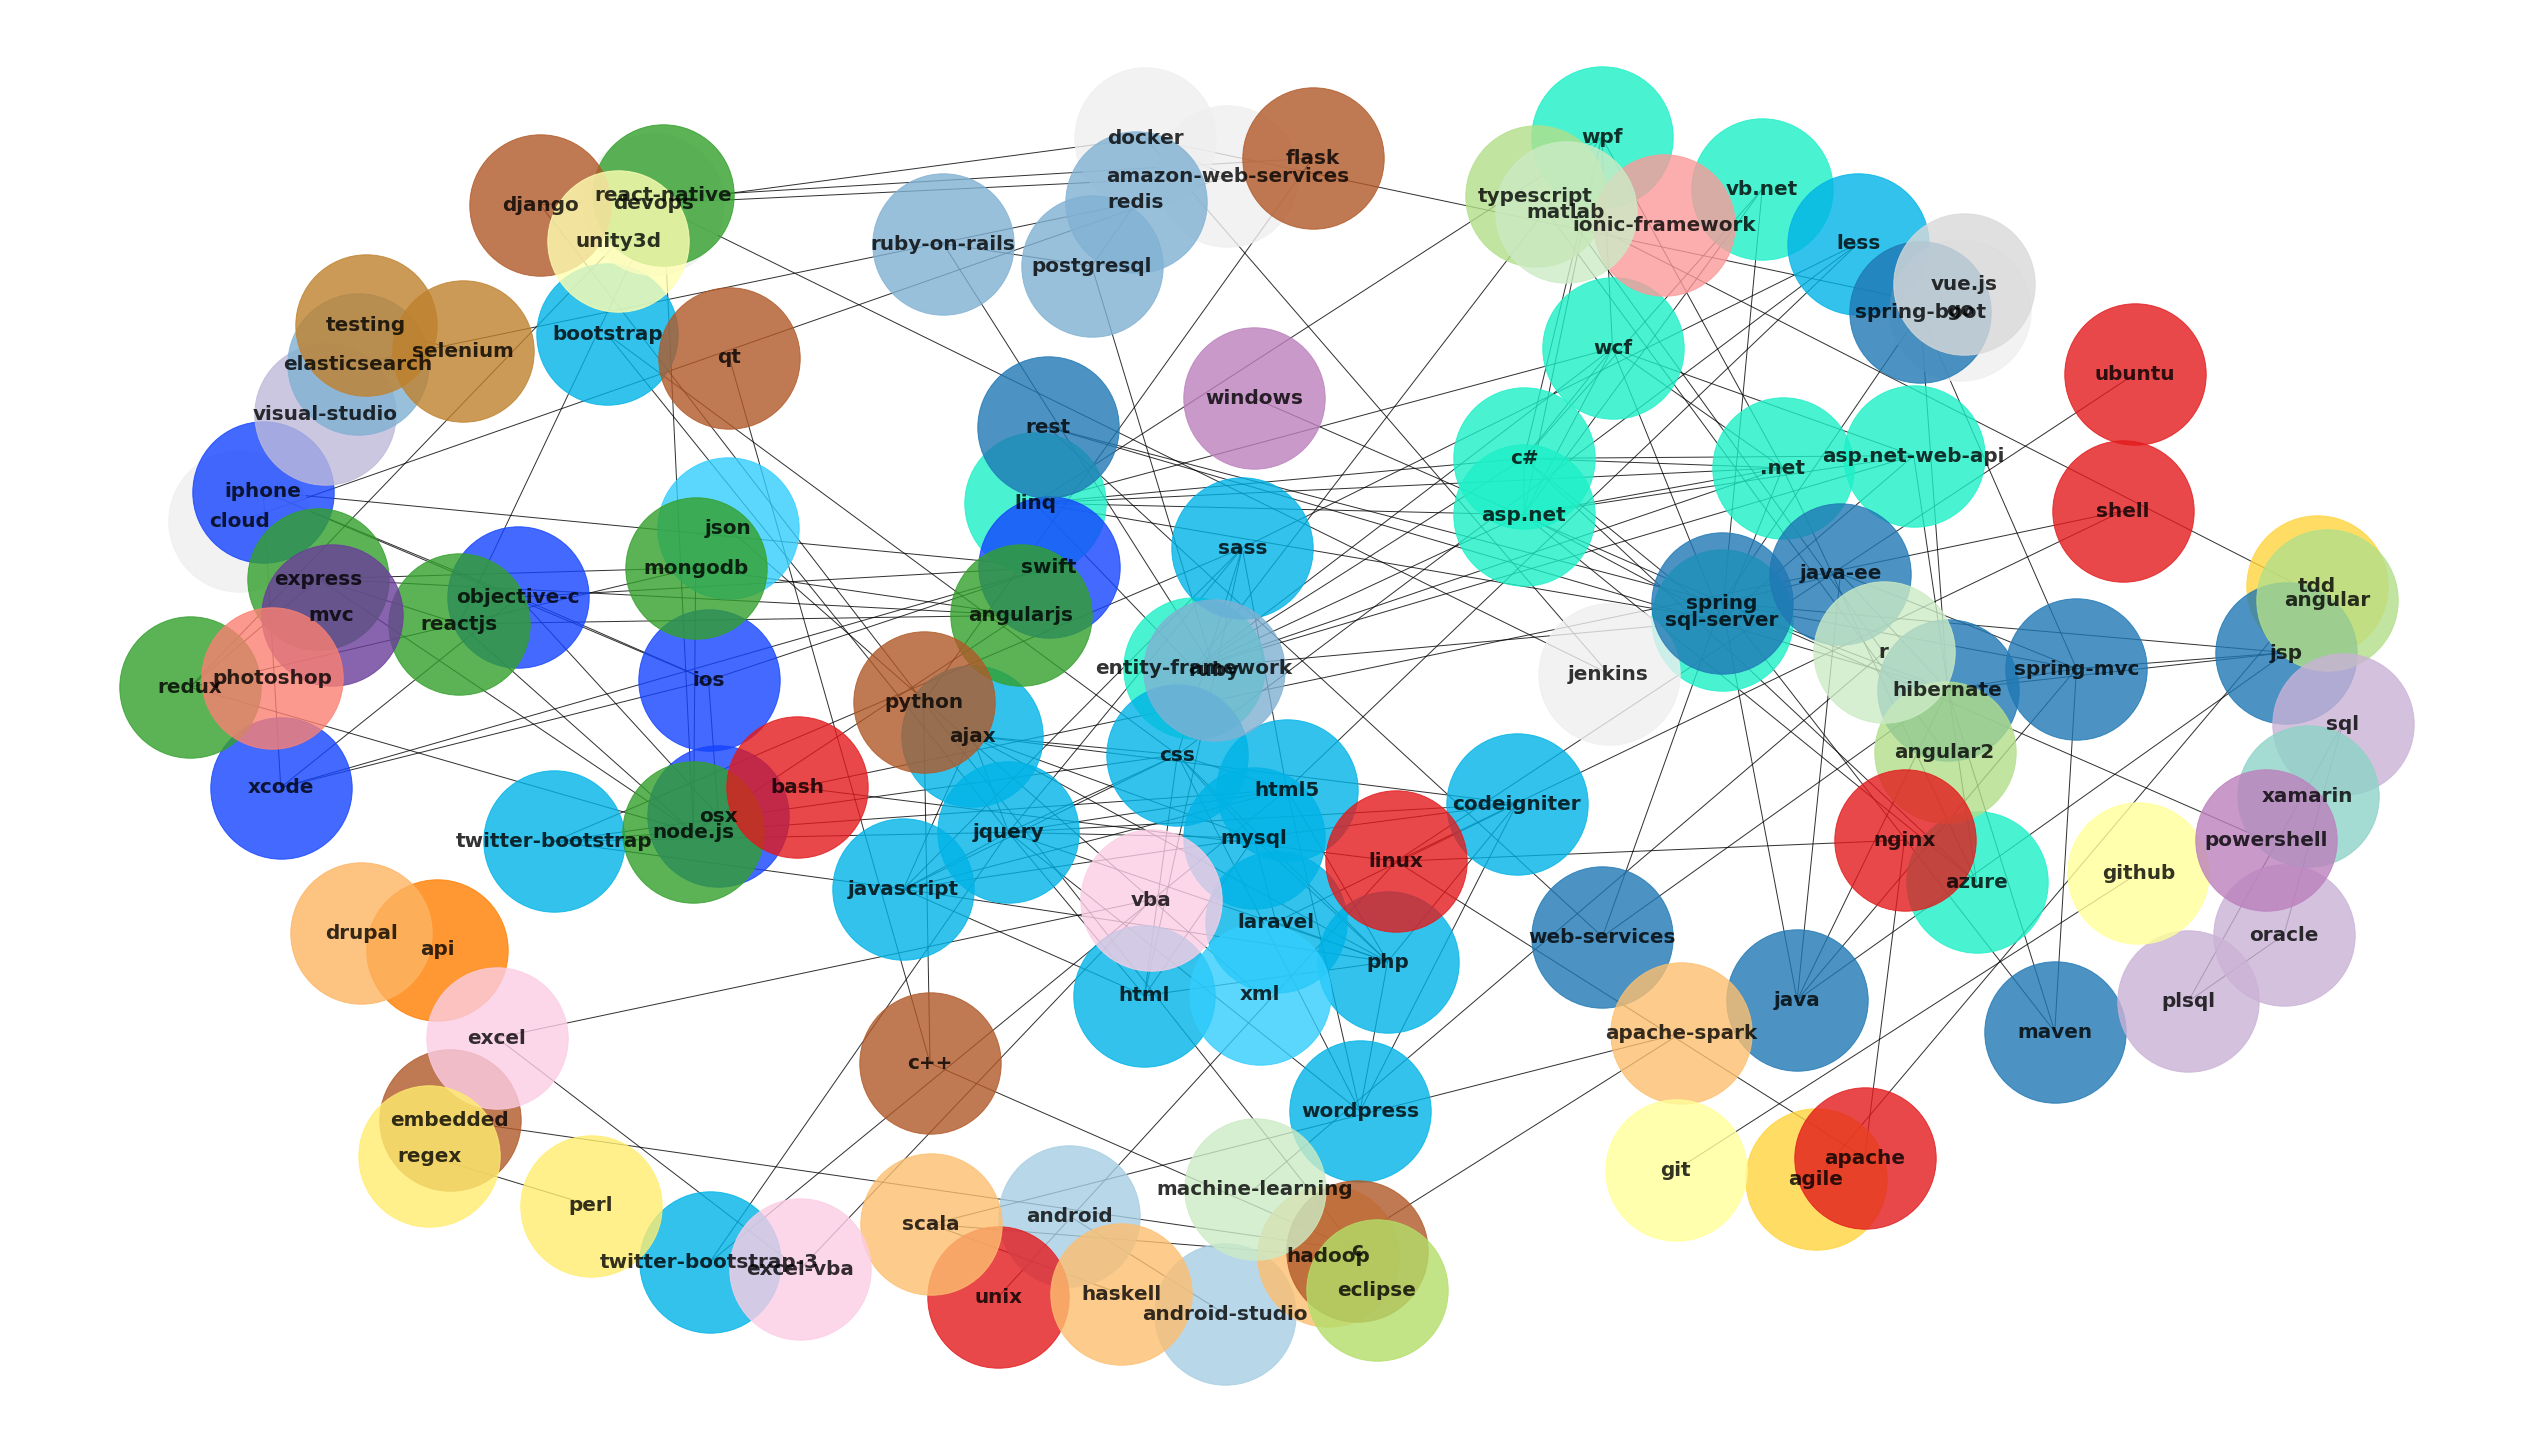 docker
wpf
flask
amazon-web-services
vb.net
react-native
typescript
devops
redis
django
matlab
ionic-framework
unity3d
ruby-on-rails
less
postgresql
vue.js
spring-boot
go
testing
bootstrap
wcf
selenium
qt
elasticsearch
ubuntu
windows
visual-studio
rest
asp.net-web-api
c#
.net
iphone
linq
shell
asp.net
cloud
json
sass
swift
mongodb
java-ee
express
tdd
objective-c
angular
spring
mvc
angularjs
sql-server
reactjs
r
jsp
entity-framework
ruby
spring-mvc
jenkins
photoshop
ios
redux
hibernate
python
sql
ajax
angular2
css
xcode
bash
html5
xamarin
codeigniter
osx
node.js
jquery
mysql
twitter-bootstrap
nginx
powershell
linux
github
azure
javascript
vba
laravel
drupal
oracle
web-services
api
php
xml
html
java
plsql
apache-spark
maven
excel
c++
wordpress
embedded
regex
apache
git
agile
machine-learning
perl
android
scala
c
hadoop
twitter-bootstrap-3
excel-vba
eclipse
haskell
unix
android-studio